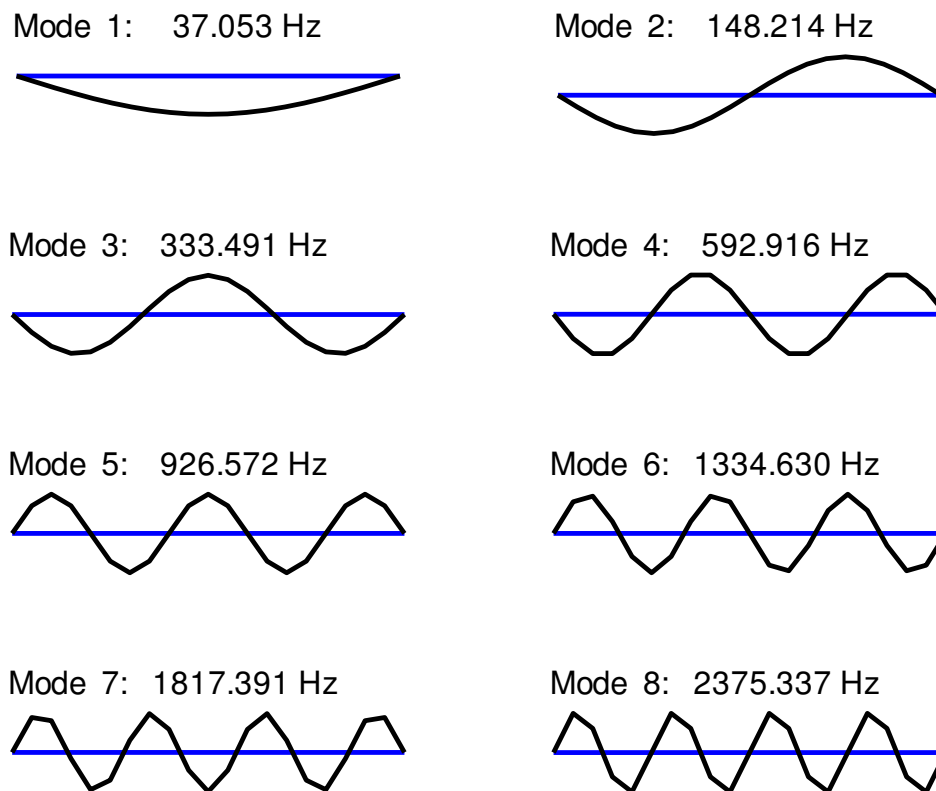 Mode 1: 37.053 Hz
Mode 2: 148.214 Hz
Mode 3: 333.491 Hz
Mode 4: 592.916 Hz
Mode 5: 926.572 Hz
Mode 6: 1334.630 Hz
Mode 7: 1817.391 Hz
Mode 8: 2375.337 Hz